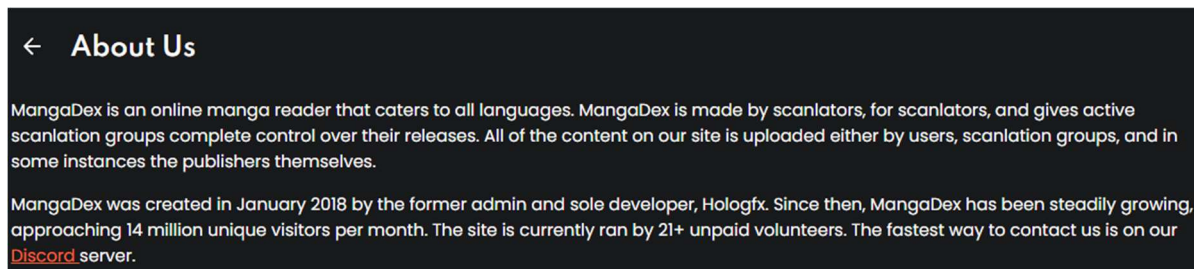 About Us
MangaDex is an online manga reader that caters to all languages. MangaDex is made by scanlators, for scanlators, and gives active
scanlation groups complete control over their releases. All of the content on our site is uploaded either by users, scanlation groups, and in
some instances the publishers themselves.
MangaDex was created in January 2018 by the former admin and sole developer, Hologfx. Since then, MangaDex has been steadily growing,
approaching 14 million unique visitors per month. The site is currently ran by 21+ unpaid volunteers. The fastest way to contact us is on our
Discord server.